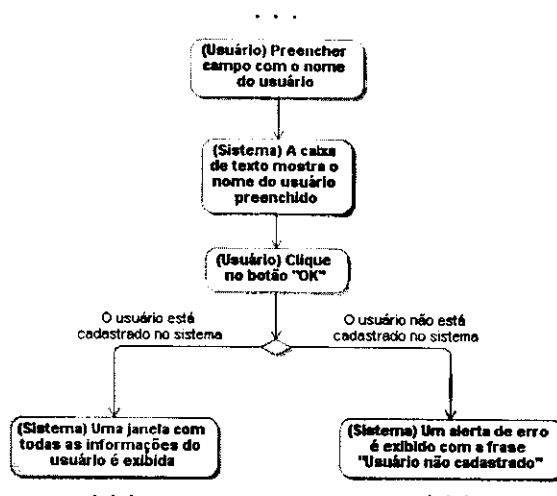 . . .
(Usuário) Preencher
campo com o nome
do usuário
(Sistema) A caixa
de texto mostra o
nome do usuário
preenchido
(Usuário) Clique
no botão "OK"
O usuário está
cadastrado no sistema
O usuário não está
cadastrado no sistema
(Sistema) Uma janela com
todas as informações do
usuário é exibida
(Sistema) Um alerta de erro
é exibido com a frase
"Usuário não cadastrado"